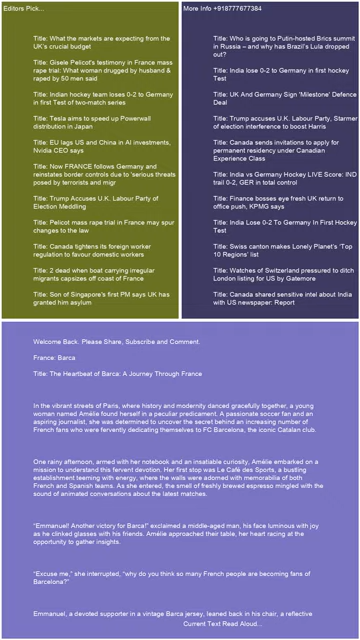 Editors Pick...
Title: What the markets are expecting from the
UK's crucial budget
Title: Gisele Pelicot's testimony in France mass
rape trial: What woman drugged by husband &
raped by 50 men said
Title: Indian hockey team loses 0-2 to Germany
in first Test of two-match series
Title: Tesla aims to speed up Powerwall
distribution in Japan
Title: EU lags US and China in AI investments,
Nvidia CEO says
Title: Now FRANCE follows Germany and
reinstates border controls due to 'serious threats
posed by terrorists and migr
Title: Trump Accuses U.K. Labour Party of
Election Meddling
Title: Pelicot mass rape trial in France may spur
changes to the law
Title: Canada tightens its foreign worker
regulation to favour domestic workers
Title: 2 dead when boat carrying irregular
migrants capsizes off coast of France
Title: Son of Singapore's first PM says UK has
granted him asylum
More Info +918777677384
Title: Who is going to Putin-hosted Brics summit
in Russia – and why has Brazil's Lula dropped
out?
Title: India lose 0-2 to Germany in first hockey
Test
Title: UK And Germany Sign 'Milestone' Defence
Deal
Title: Trump accuses U.K. Labour Party, Starmer
of election interference to boost Harris
Title: Canada sends invitations to apply for
permanent residency under Canadian
Experience Class
Title: India vs Germany Hockey LIVE Score: IND
trail 0-2, GER in total control
Title: Finance bosses eye fresh UK return to
office push, KPMG says
Title: India Lose 0-2 To Germany In First Hockey
Test
Title: Swiss canton makes Lonely Planet's 'Top
10 Regions' list
Title: Watches of Switzerland pressured to ditch
London listing for US by Gatemore
Title: Canada shared sensitive intel about India
with US newspaper: Report
Welcome Back. Please Share, Subscribe and Comment.
France: Barca
Title: The Heartbeat of Barca: A Journey Through France
In the vibrant streets of Paris, where history and modernity danced gracefully together, a young
woman named Amélie found herself in a peculiar predicament. A passionate soccer fan and an
aspiring journalist, she was determined to uncover the secret behind an increasing number of
French fans who were fervently dedicating themselves to FC Barcelona, the iconic Catalan club.
One rainy afternoon, armed with her notebook and an insatiable curiosity, Amélie embarked on a
mission to understand this fervent devotion. Her first stop was Le Café des Sports, a bustling
establishment teeming with energy, where the walls were adorned with memorabilia of both
French and Spanish teams. As she entered, the smell of freshly brewed espresso mingled with the
sound of animated conversations about the latest matches.
“Emmanuel! Another victory for Barca!” exclaimed a middle-aged man, his face luminous with joy
as he clinked glasses with his friends. Amélie approached their table, her heart racing at the
opportunity to gather insights.
“Excuse me,” she interrupted, “why do you think so many French people are becoming fans of
Barcelona?”
Emmanuel, a devoted supporter in a vintage Barca jersey, leaned back in his chair, a reflective
Current Text Read Aloud...